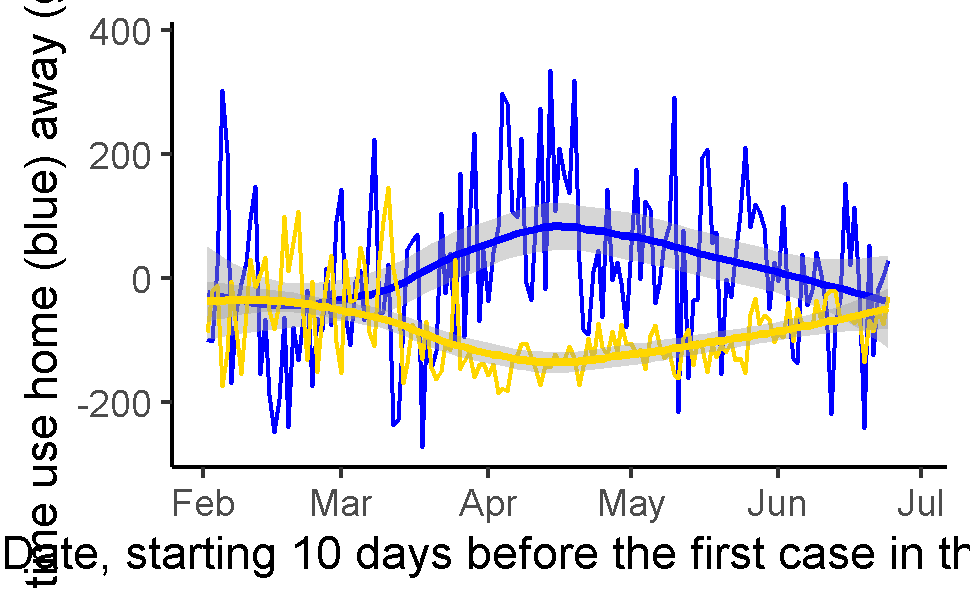 time use home (blue) away (
400
200
0
-200
Feb Mar Apr May Jun Jul
Date, starting 10 days before the first case in th